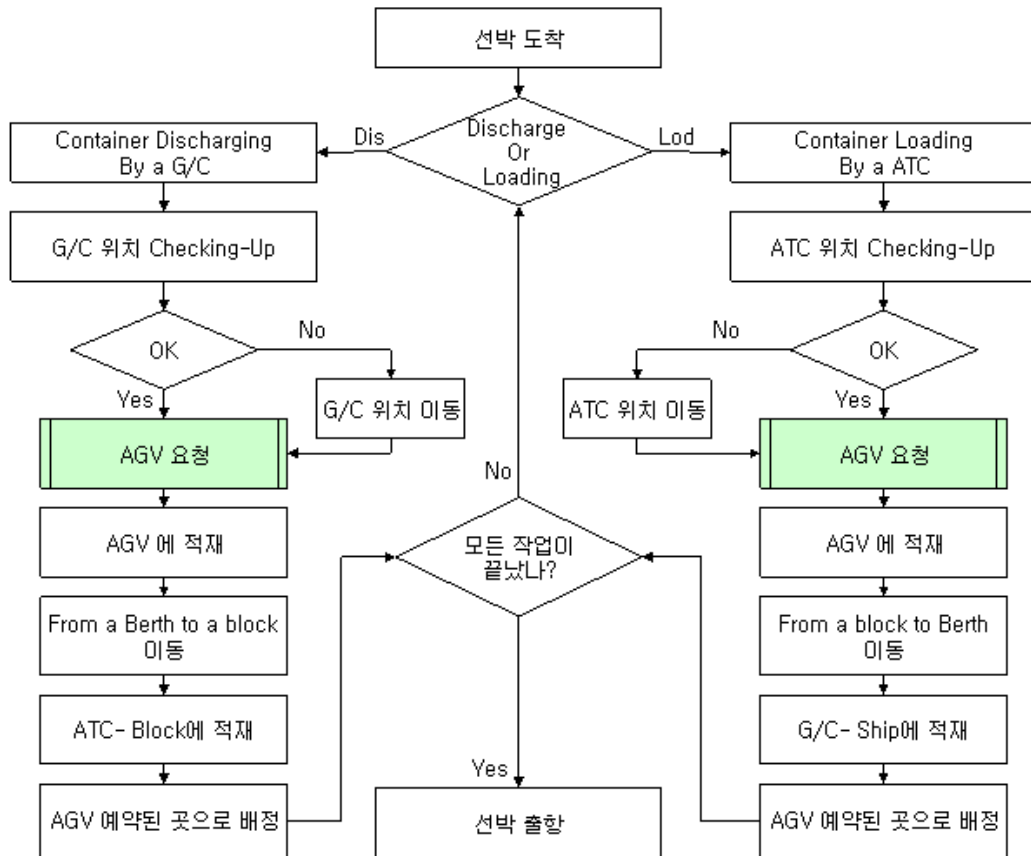 선박 도착
Discharge
Or
Loading
Dis
Lod
Container Discharging
By a G/C
Container Loading
By a ATC
G/C 위치 Checking-Up
ATC 위치 Checking-Up
OK
No
Yes
G/C 위치 이동
OK
No
Yes
ATC 위치 이동
AGV 요청
AGV 요청
No
AGV 에 적재
모든 작업이
끝났나?
AGV 에 적재
From a Berth to a block
이동
From a block to Berth
이동
ATC- Block에 적재
G/C- Ship에 적재
Yes
AGV 예약된 곳으로 배정
선박 출항
AGV 예약된 곳으로 배정